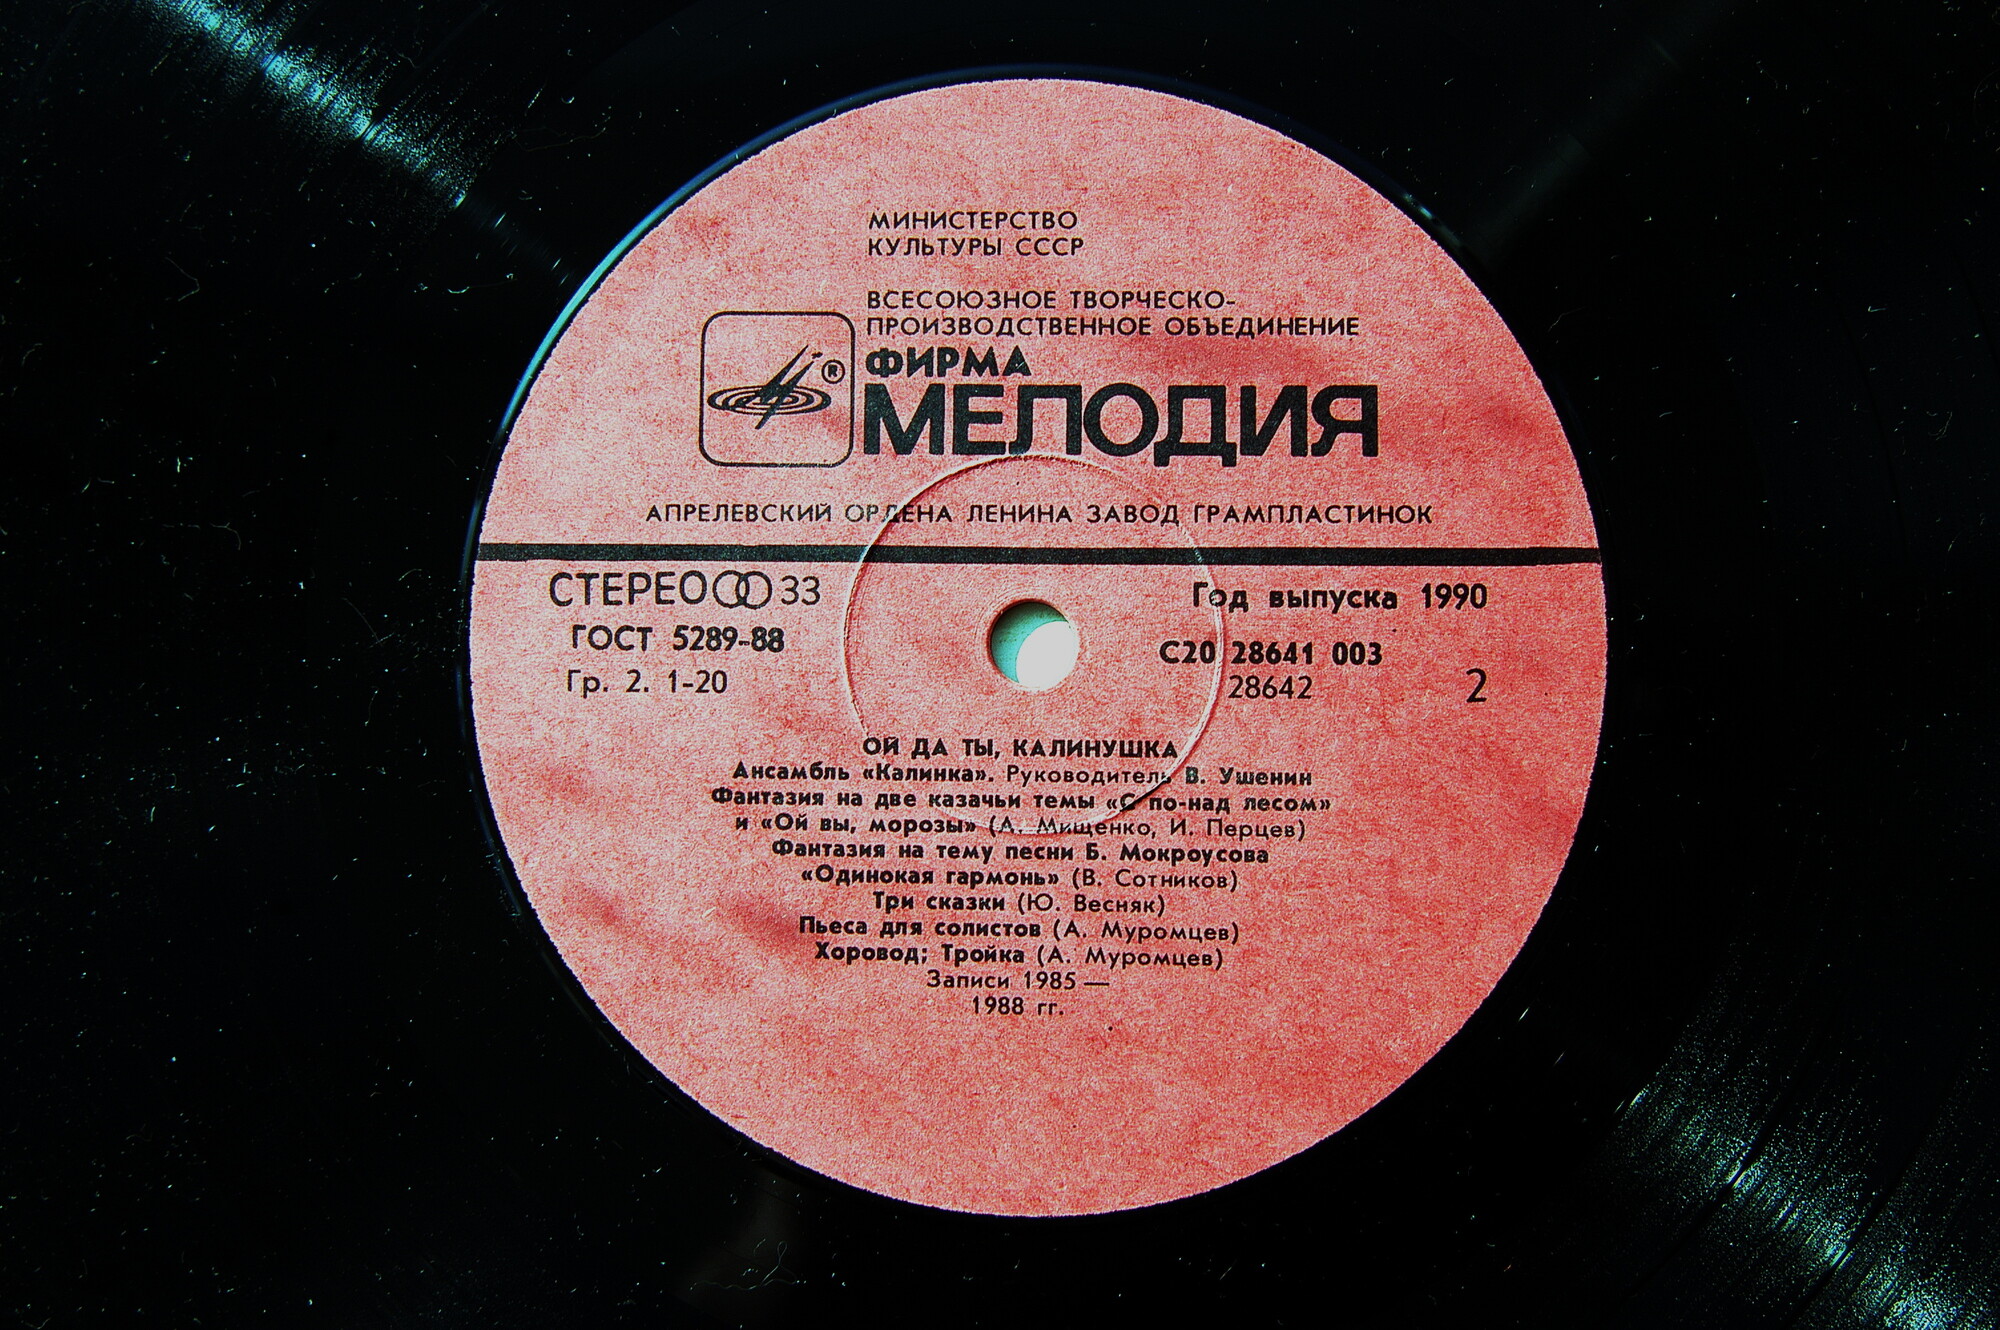 МИНИСТЕРСТВО
КУЛЬТУРЫ СССР
ВСЕСОЮЗНОЕ ТВОРЧЕСКО-
ПРОИЗВОДСТВЕННОЕ ОБЪЕДИНЕНИЕ
ФИРМА
®
МЕЛОДИЯ
АПРЕЛЕВСКИЙ ОРДЕНА ЛЕНИНА ЗАВОД ГРАМПЛАСТИНОК
СТЕРЕО 33
Год выпуска 1990
ГОСТ 5289-88
С20 28641 003
Гр. 2. 1-20
28642
2
ОЙ ДА ТЫ, КАЛИНУШКА
Ансамбль «Калинка». Руководитель В. Ушенин
Фантазия на две казачьи темы «С по-над лесом»
и «Ой вы, морозы» (А. Мищенко, И. Перцев)
Фантазия на тему песни Б. Мокроусова
«Одинокая гармонь» (В. Сотников)
Три сказки (Ю. Весняк)
Пьеса для солистов (А. Муромцев)
Хоровод; Тройка (А. Муромцев)
Записи 1985 —
1988 гг.